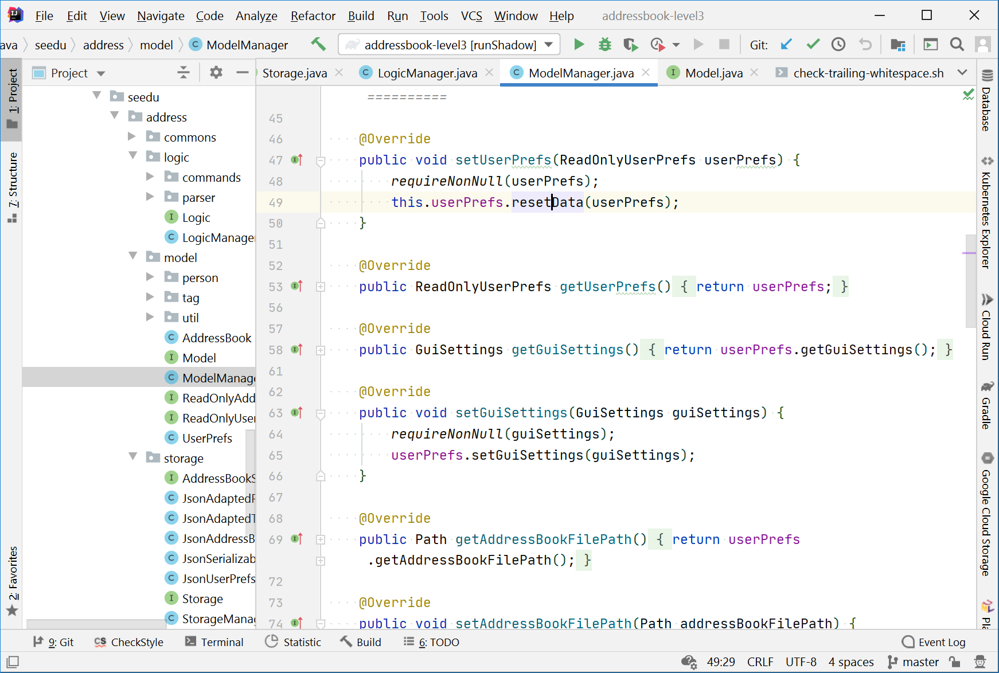 File Edit View Navigate Code Analyze Refactor Build Run Tools VCS Window Help addressbook-level3
ava seedu address model ModelManager addressbook-level3 [runShadow] Git:
Project Storage.java LogicManager.java ModelManager.java Model.java check-trailing-whitespace.sh
1: Project
7: Structure
2: Favorites
seedu
address
commons
logic
commands
parser
Logic
LogicManager
model
person
tag
util
AddressBook
Model
ModelManage
ReadOnlyAdd
ReadOnlyUser
UserPrefs
storage
AddressBookS
JsonAdaptedP
JsonAdaptedT
JsonAddressB
JsonSerializab
JsonUserPrefs
Storage
StorageManag
==========
45
46 @Override
47 public void setUserPrefs(ReadOnlyUserPrefs userPrefs) {
48 requireNonNull(userPrefs);
49 this.userPrefs.resetData(userPrefs);
50 }
51
52 @Override
53 public ReadOnlyUserPrefs getUserPrefs() { return userPrefs; }
56
57 @Override
58 public GuiSettings getGuiSettings() { return userPrefs.getGuiSettings(); }
61
62 @Override
63 public void setGuiSettings(GuiSettings guiSettings) {
64 requireNonNull(guiSettings);
65 userPrefs.setGuiSettings(guiSettings);
66 }
67
68 @Override
69 public Path getAddressBookFilePath() { return userPrefs
.getAddressBookFilePath(); }
72
73 @Override
74 public void setAddressBookFilePath(Path addressBookFilePath) {
Database
Kubernetes Explorer
Cloud Run
Gradle
Google Cloud Storage
Pl
9: Git CheckStyle Terminal Statistic Build 6: TODO Event Log
49:29 CRLF UTF-8 4 spaces master